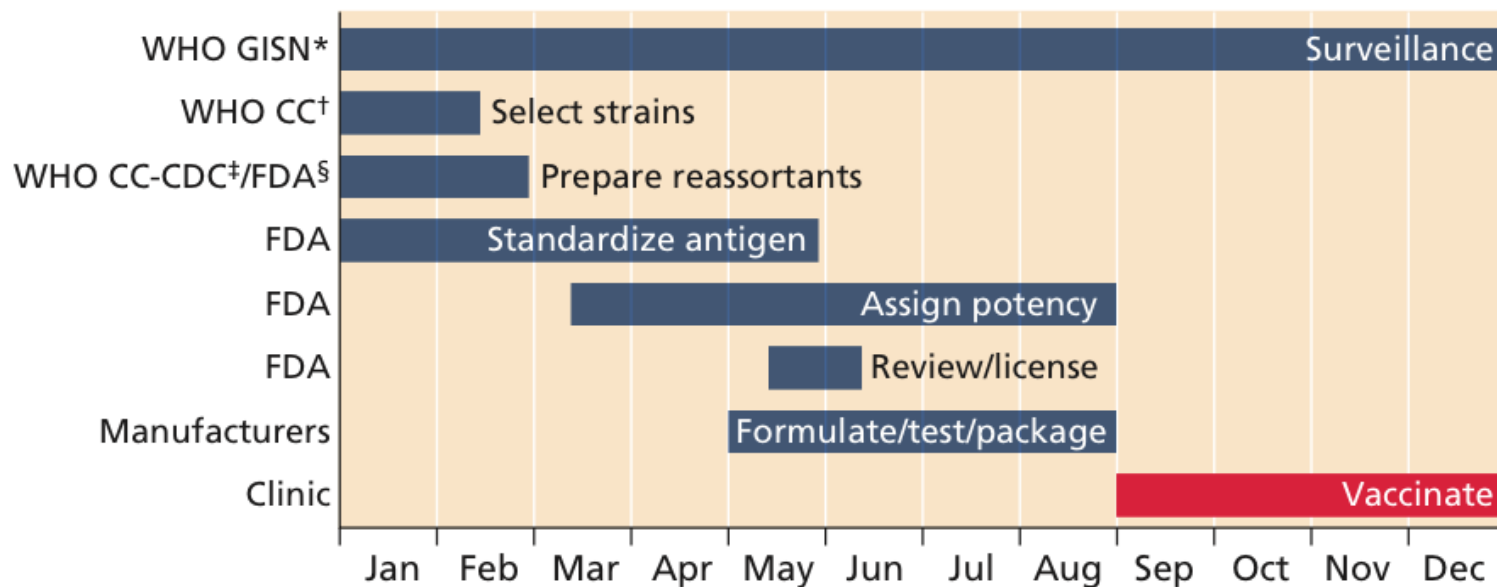 WHO GISN* Surveillance
WHO CC† Select strains
WHO CC-CDC‡/FDA§ Prepare reassortants
FDA Standardize antigen
FDA Assign potency
FDA Review/license
Manufacturers Formulate/test/package
Clinic Vaccinate
Jan Feb Mar Apr May Jun Jul Aug Sep Oct Nov Dec